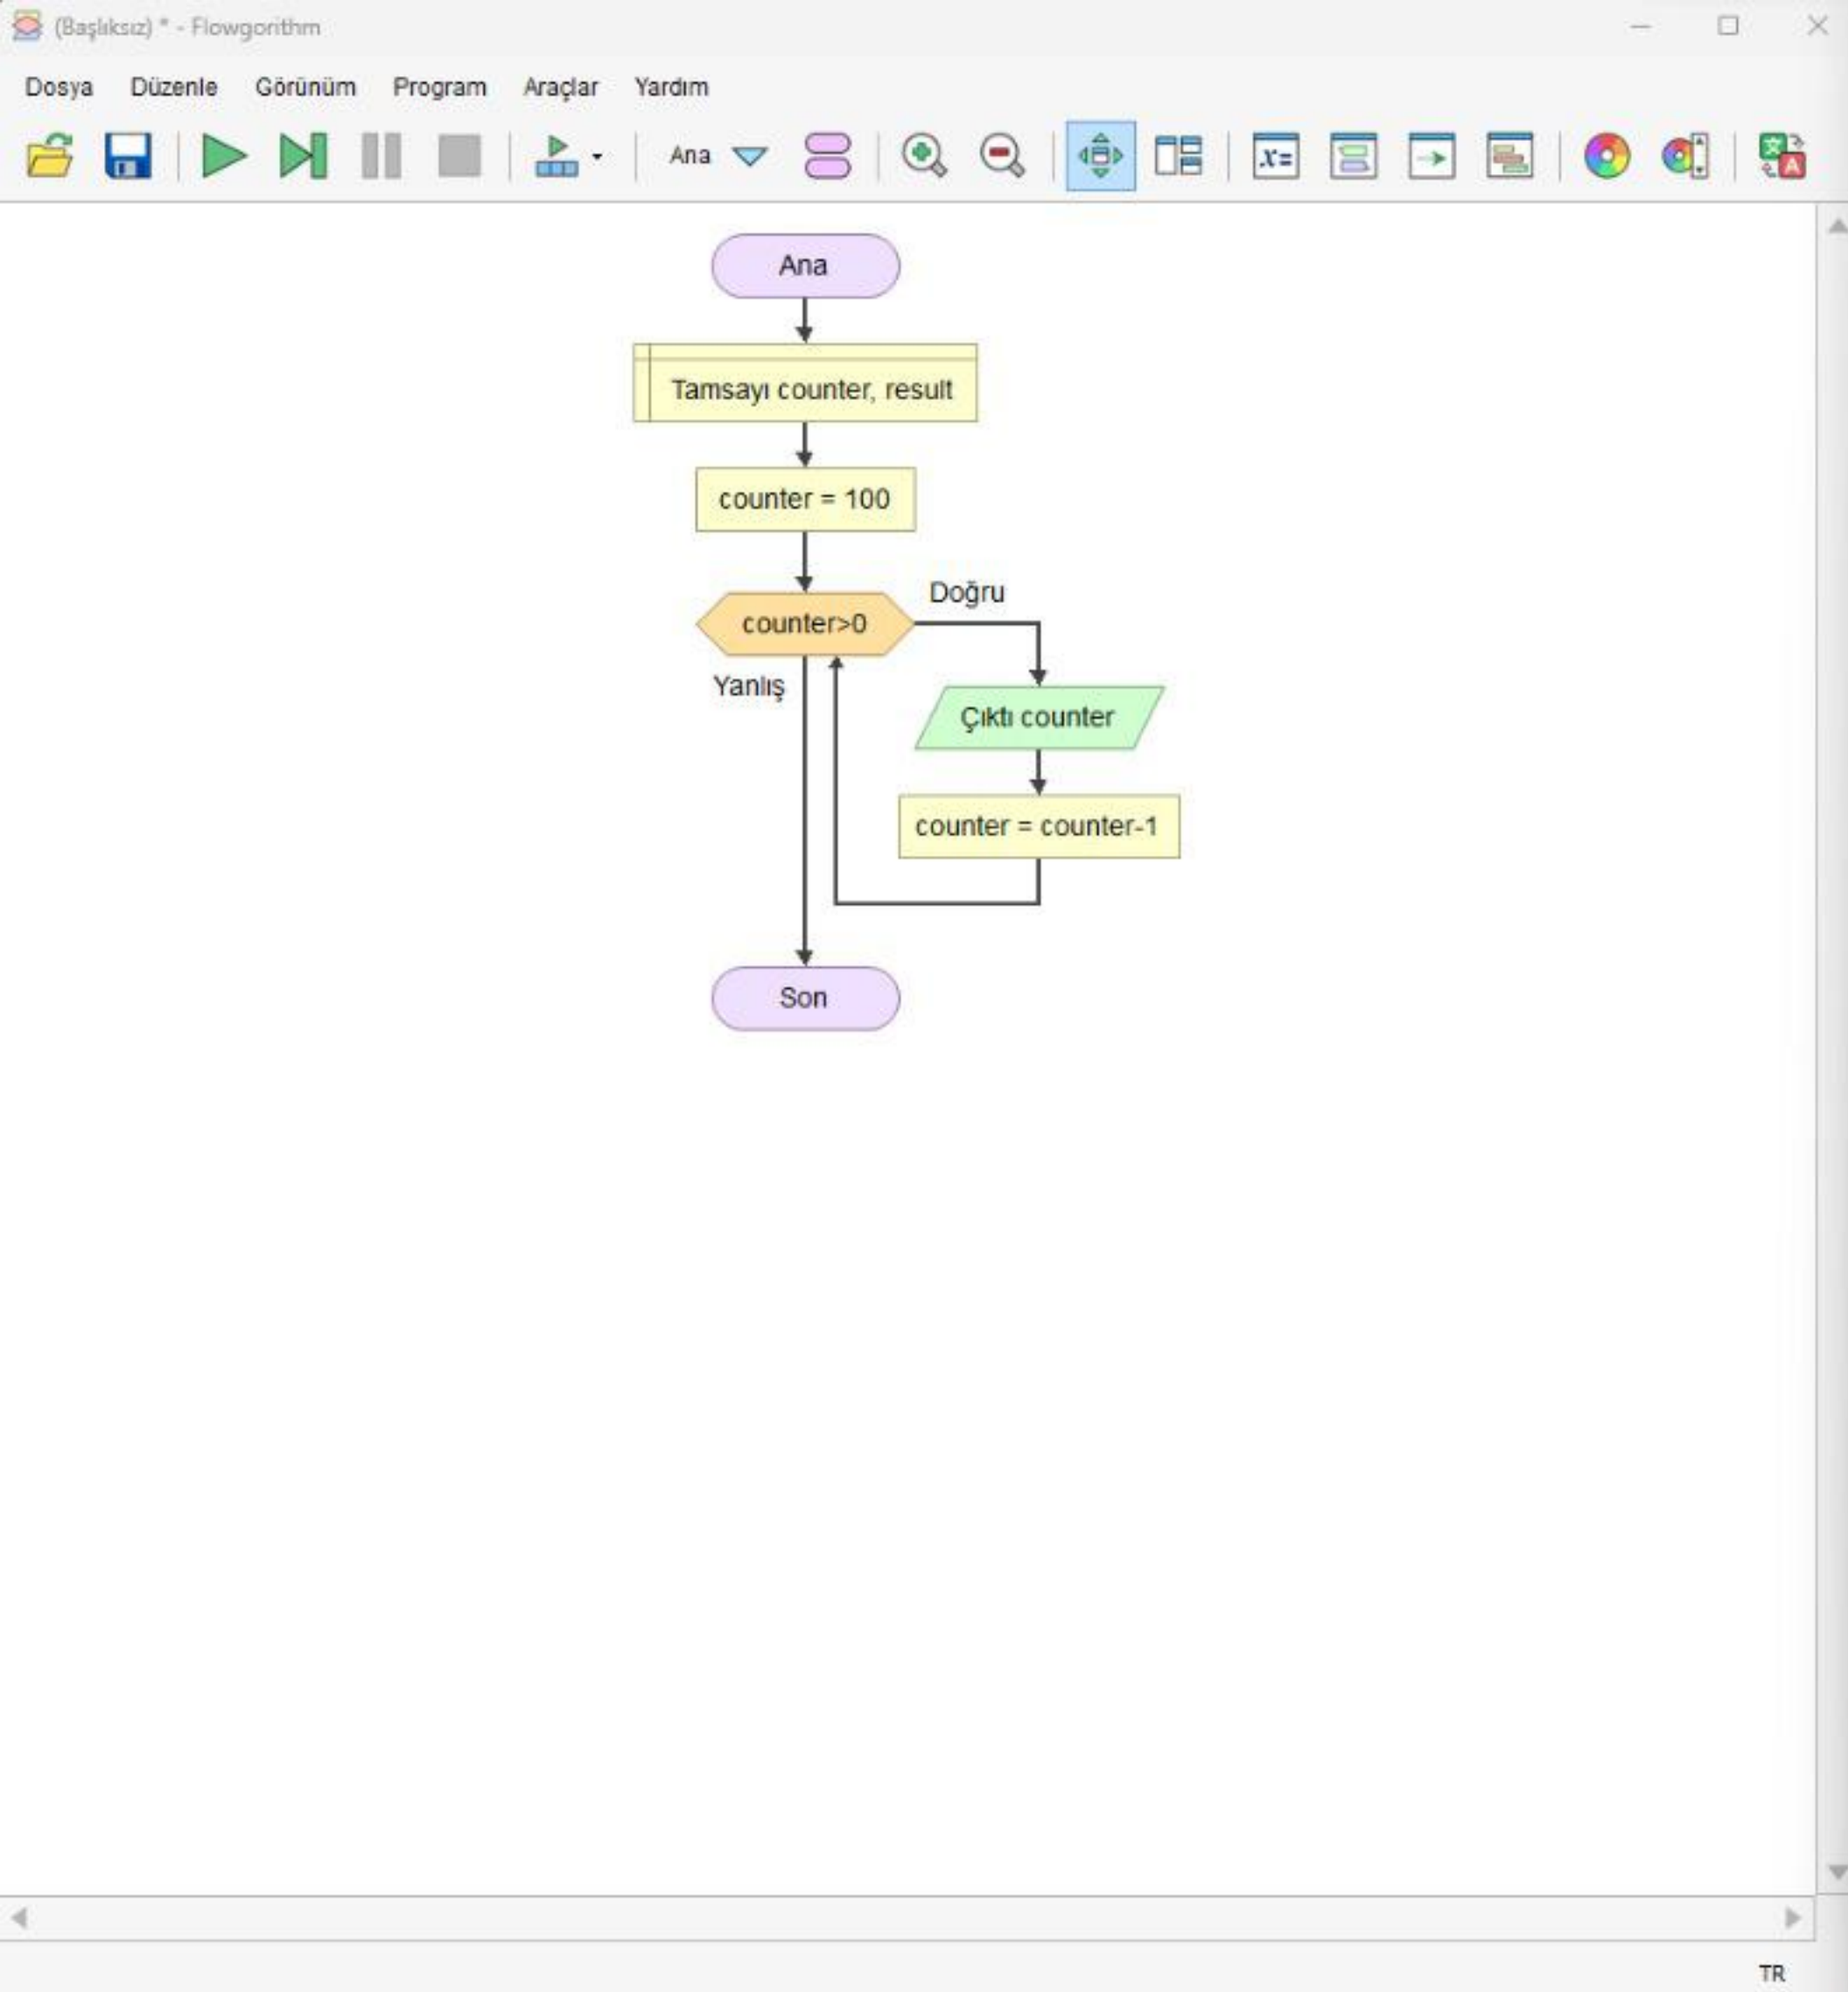 (Başlıksız) * - Flowgorithm
Dosya Düzenle Görünüm Program Araçlar Yardım
Ana
x=
文
A
Ana
Tamsayı counter, result
counter = 100
counter>0
Doğru
Yanlış
Çıktı counter
counter = counter-1
Son
TR